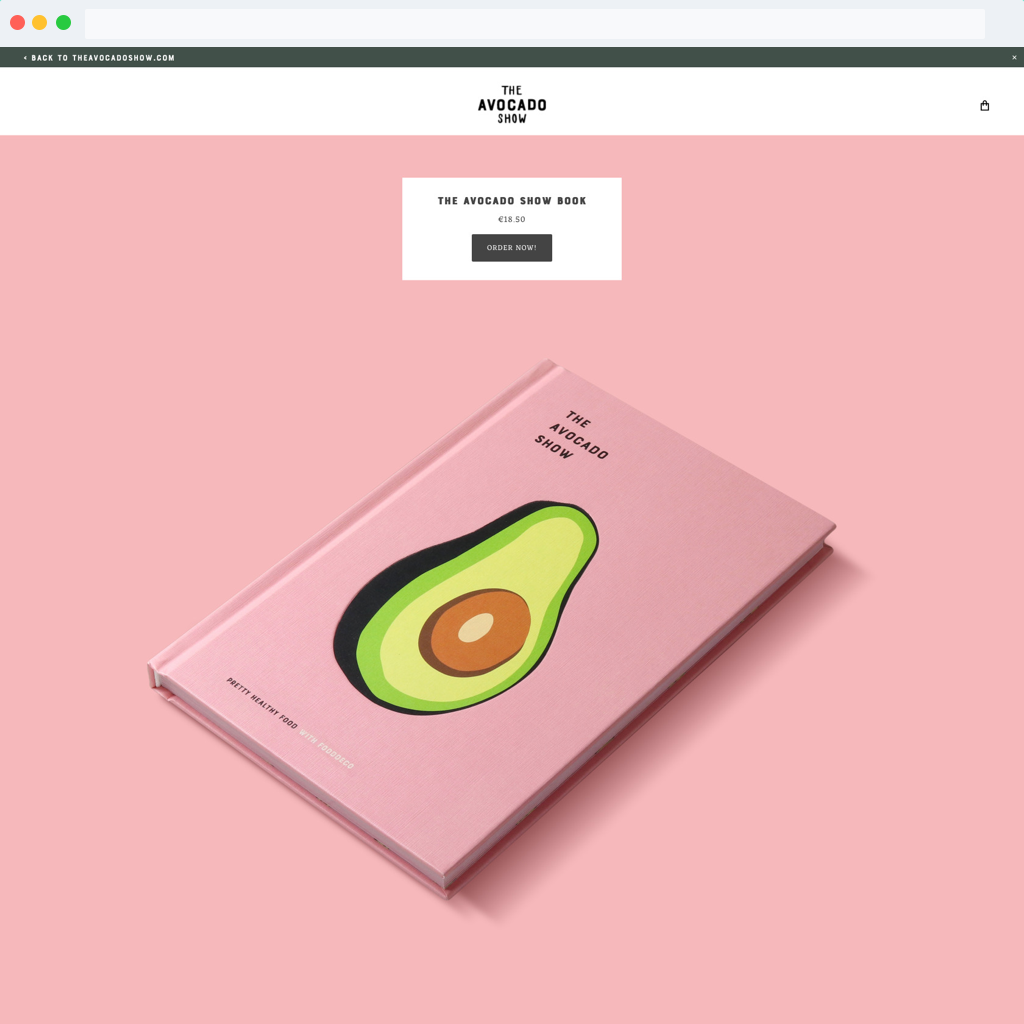 BACK TO THEAVOCADOSHOW.COM
×
THE
AVOCADO
SHOW
THE AVOCADO SHOW BOOK
€18.50
ORDER NOW!
THE
AVOCADO
SHOW
PRETTY HEALTHY FOOD WITH FOODDECO